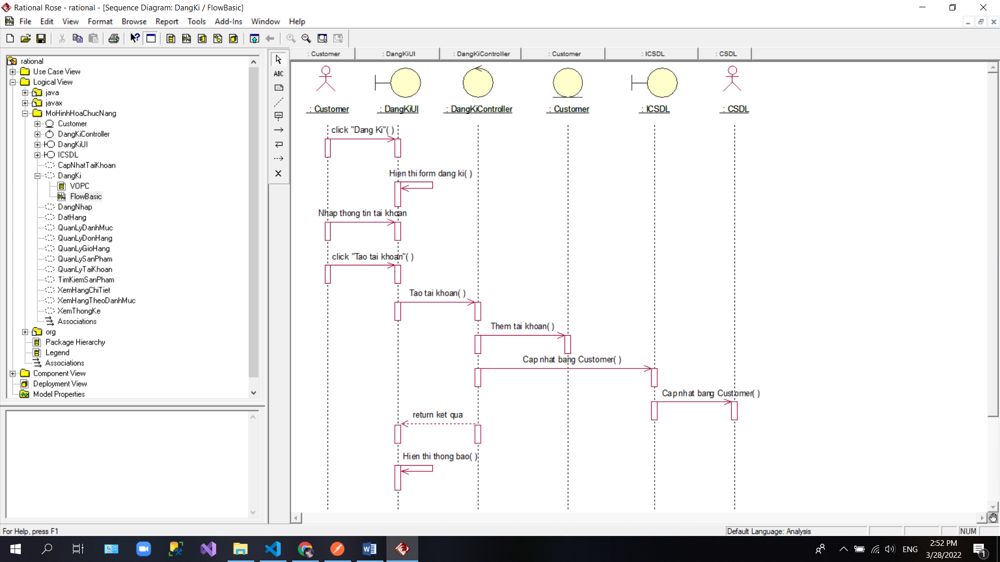 Rational Rose - rational - [Sequence Diagram: DangKi / FlowBasic]
File Edit View Format Browse Report Tools Add-Ins Window Help
rational
Use Case View
Logical View
java
javax
MoHinhHoaChucNang
Customer
DangKiController
DangKiUI
ICSDL
CapNhatTaiKhoan
DangKi
VOPC
FlowBasic
DangNhap
DatHang
QuanLyDanhMuc
QuanLyDonHang
QuanLyGioHang
QuanLySanPham
QuanLyTaiKhoan
TimKiemSanPham
XemHangChiTiet
XemHangTheoDanhMuc
XemThongKe
Associations
org
Package Hierarchy
Legend
Associations
Component View
Deployment View
Model Properties
ABC
: Customer : DangKiUI : DangKiController : Customer : ICSDL : CSDL
: Customer : DangKiUI : DangKiController : Customer : ICSDL : CSDL
click "Dang Ki"( )
Hien thi form dang ki( )
Nhap thong tin tai khoan
click "Tao tai khoan"( )
Tao tai khoan( )
Them tai khoan( )
Cap nhat bang Customer( )
Cap nhat bang Customer( )
return ket qua
Hien thi thong bao( )
For Help, press F1
Default Language: Analysis
NUM
ENG
2:52 PM
3/28/2022
1